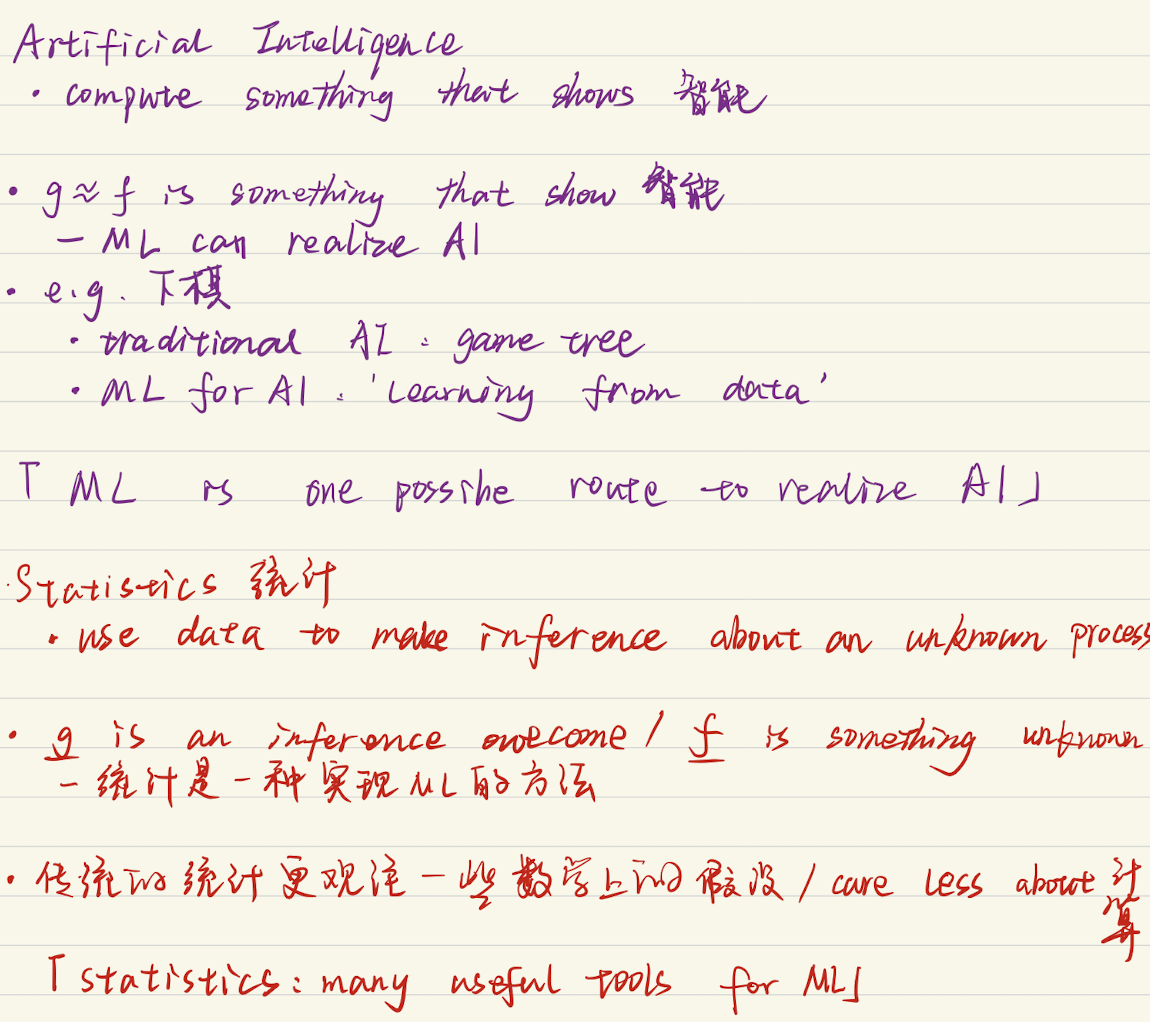 Artificial Intelligence
· compute something that shows 智能
· g ≈ f is something that show 智能
– ML can realize AI
· e.g. 下棋
· traditional AI : game tree
· ML for AI : 'Learning from data'
「ML is one possible route to realize AI」
· Statistics 统计
· use data to make inference about an unknown process
· g is an inference outcome / f is something unknown
– 统计是一种实现ML的方法
· 传统的统计更观注一些数学上的假设 / care less about 计算
「statistics : many useful tools for ML」